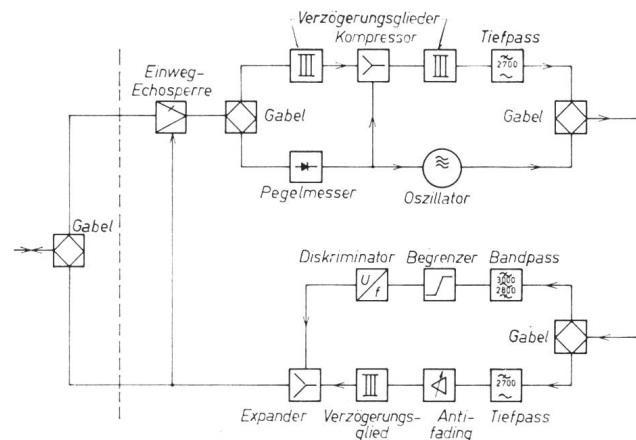 Verzögerungsglieder
Kompressor
Tiefpass
2700
Einweg-
Echosperre
Gabel
Gabel
Pegelmesser
Oszillator
Gabel
Diskriminator
Begrenzer
Bandpass
U/f
3000
2800
Gabel
2700
Expander
Verzögerungs-
glied
Anti-
fading
Tiefpass